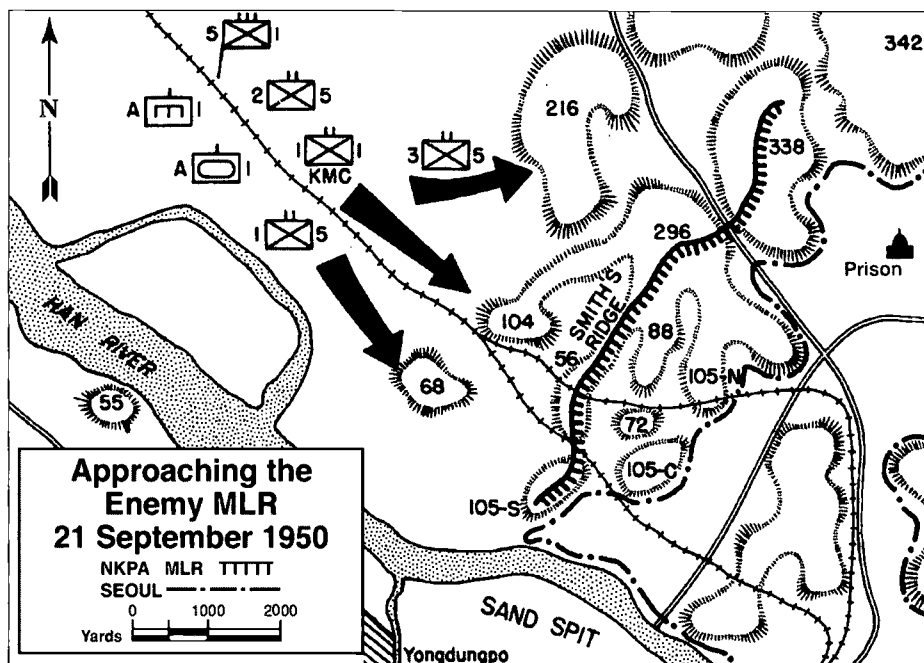 5 1
342
N
2 5
A 1
216
1 1
KMC
3 5
338
A 1
1 5
296
Prison
HAN RIVER
104
SMITH'S RIDGE
56
88
68
105-N
55
72
105-C
105-S
Approaching the
Enemy MLR
21 September 1950
NKPA MLR
SEOUL
0 1000 2000
Yards
SAND SPIT
Yongdungpo